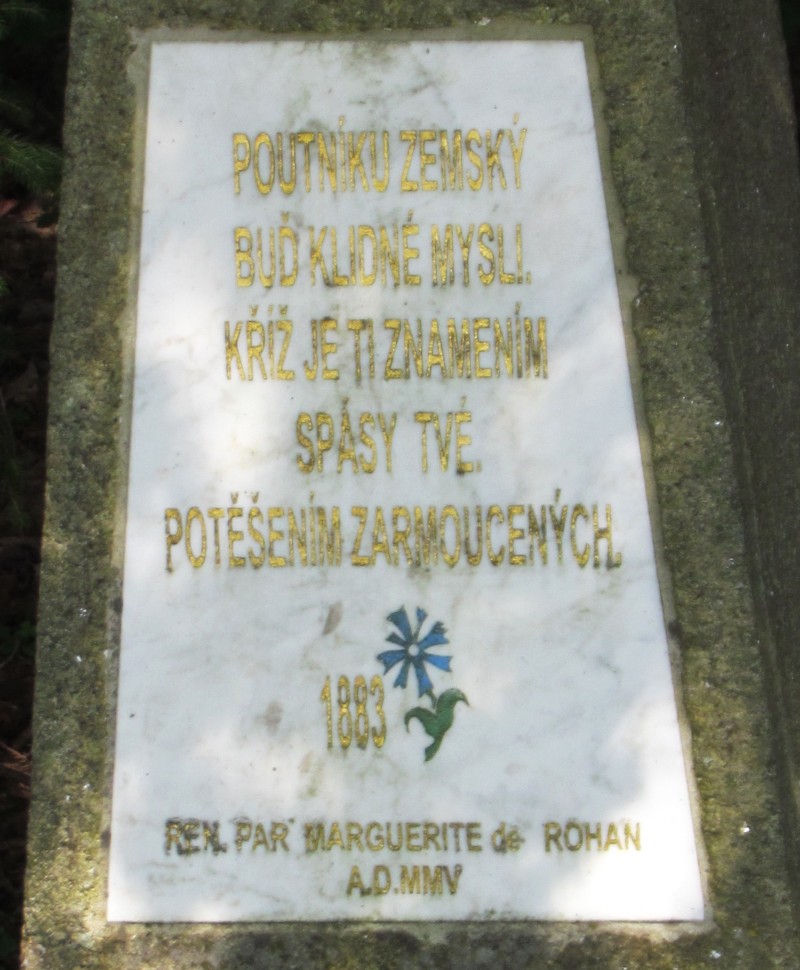 POUTNÍKU ZEMSKÝ
BUĎ KLIDNÉ MYSLI.
KŘÍŽ JE TI ZNAMENÍM
SPÁSY TVÉ.
POTĚŠENÍM ZARMOUCENÝCH.
1883
REN. PAR MARGUERITE de ROHAN
A.D.MMV